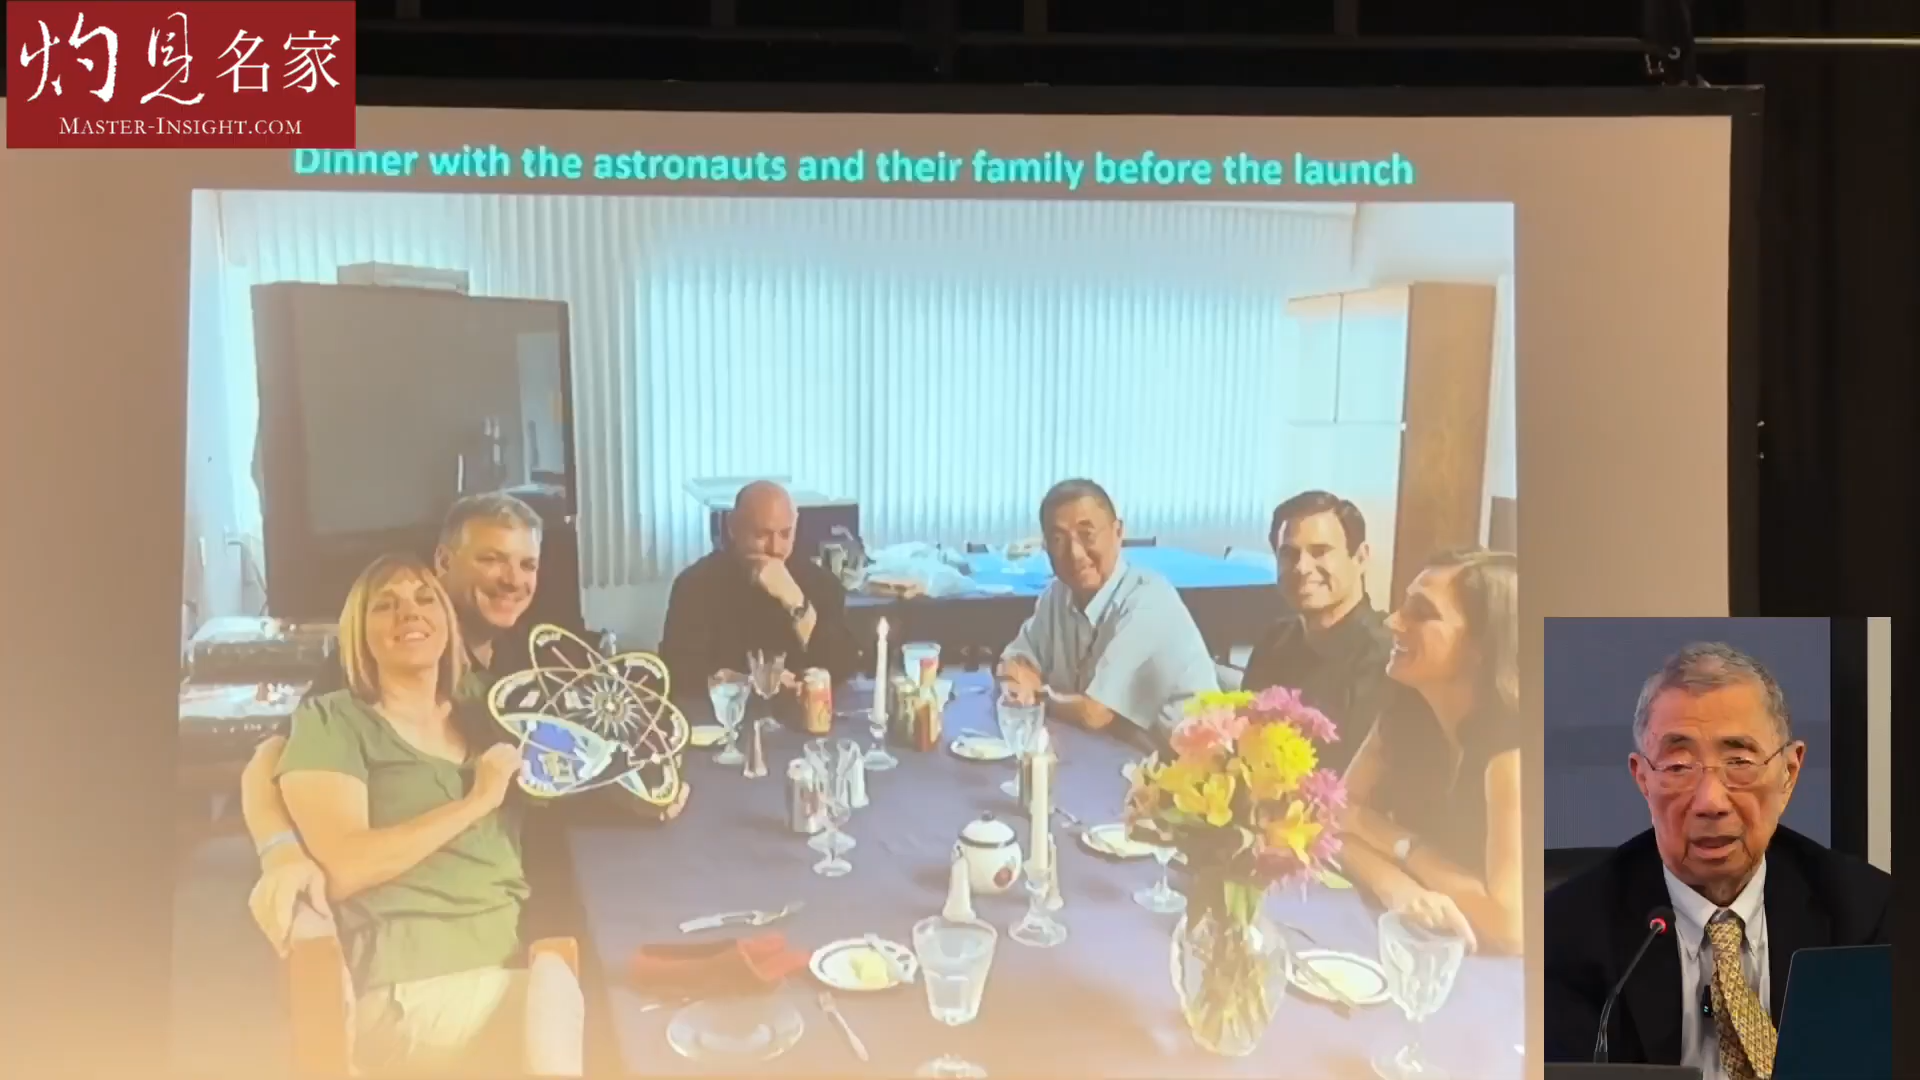 灼見名家
MASTER-INSIGHT.COM
Dinner with the astronauts and their family before the launch